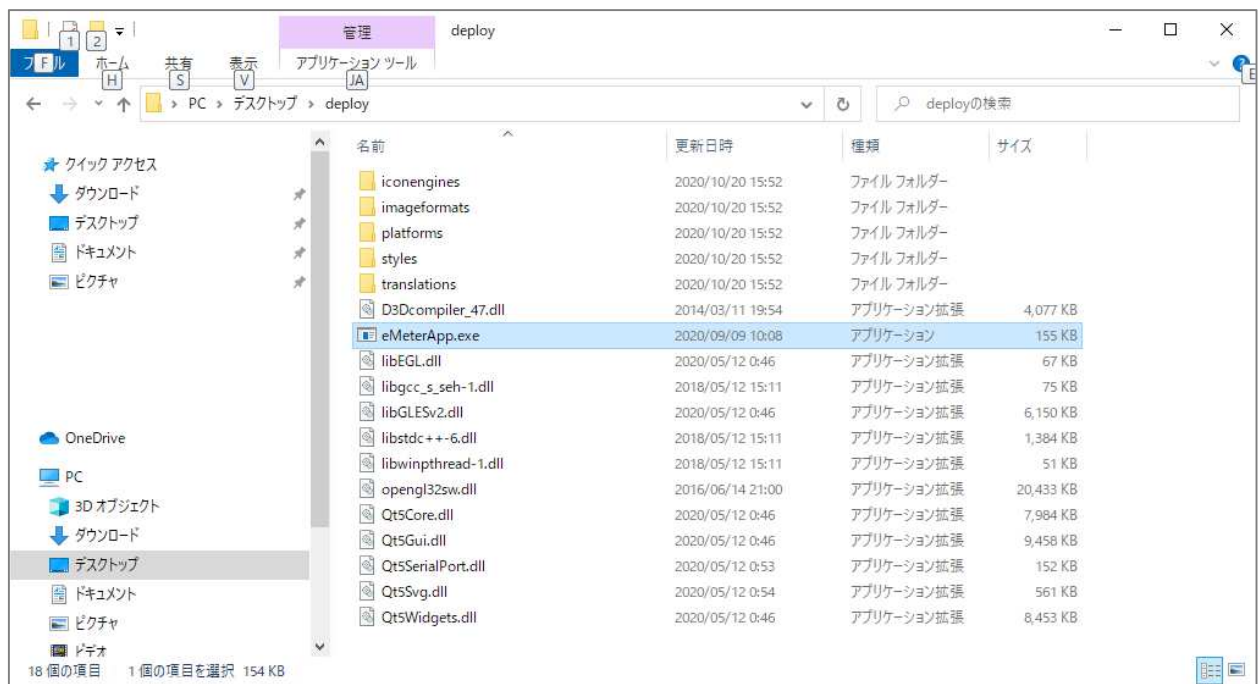 1 2 管理 deploy
ファイル ホーム 共有 表示 アプリケーション ツール
F H S V JA E
PC › デスクトップ › deploy deployの検索
名前 更新日時 種類 サイズ
クイック アクセス
ダウンロード
デスクトップ
ドキュメント
ピクチャ
OneDrive
PC
3D オブジェクト
ダウンロード
デスクトップ
ドキュメント
ピクチャ
ビデオ
iconengines 2020/10/20 15:52 ファイル フォルダー
imageformats 2020/10/20 15:52 ファイル フォルダー
platforms 2020/10/20 15:52 ファイル フォルダー
styles 2020/10/20 15:52 ファイル フォルダー
translations 2020/10/20 15:52 ファイル フォルダー
D3Dcompiler_47.dll 2014/03/11 19:54 アプリケーション拡張 4,077 KB
eMeterApp.exe 2020/09/09 10:08 アプリケーション 155 KB
libEGL.dll 2020/05/12 0:46 アプリケーション拡張 67 KB
libgcc_s_seh-1.dll 2018/05/12 15:11 アプリケーション拡張 75 KB
libGLESv2.dll 2020/05/12 0:46 アプリケーション拡張 6,150 KB
libstdc++-6.dll 2018/05/12 15:11 アプリケーション拡張 1,384 KB
libwinpthread-1.dll 2018/05/12 15:11 アプリケーション拡張 51 KB
opengl32sw.dll 2016/06/14 21:00 アプリケーション拡張 20,433 KB
Qt5Core.dll 2020/05/12 0:46 アプリケーション拡張 7,984 KB
Qt5Gui.dll 2020/05/12 0:46 アプリケーション拡張 9,458 KB
Qt5SerialPort.dll 2020/05/12 0:53 アプリケーション拡張 152 KB
Qt5Svg.dll 2020/05/12 0:54 アプリケーション拡張 561 KB
Qt5Widgets.dll 2020/05/12 0:46 アプリケーション拡張 8,453 KB
18 個の項目 1 個の項目を選択 154 KB